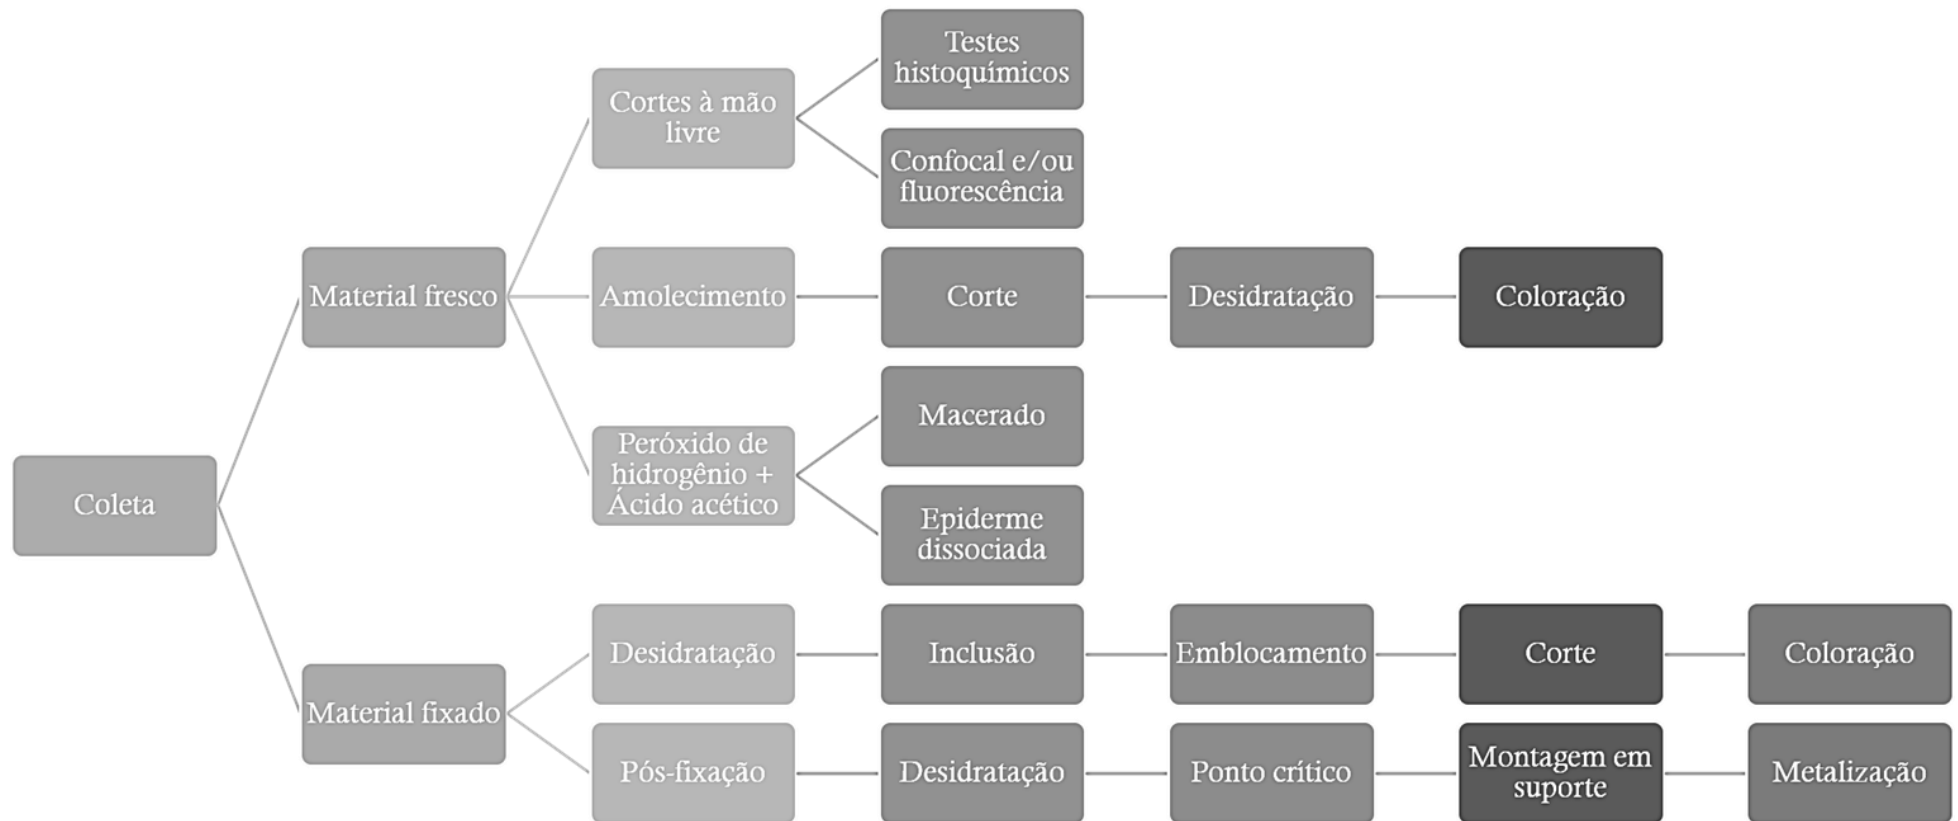 Testes
histoquímicos
Cortes à mão
livre
Confocal e/ou
fluorescência
Material fresco
Amolecimento
Corte
Desidratação
Coloração
Macerado
Peróxido de
hidrogênio +
Ácido acético
Coleta
Epiderme
dissociada
Desidratação
Inclusão
Emblocamento
Corte
Coloração
Material fixado
Pós-fixação
Desidratação
Ponto crítico
Montagem em
suporte
Metalização